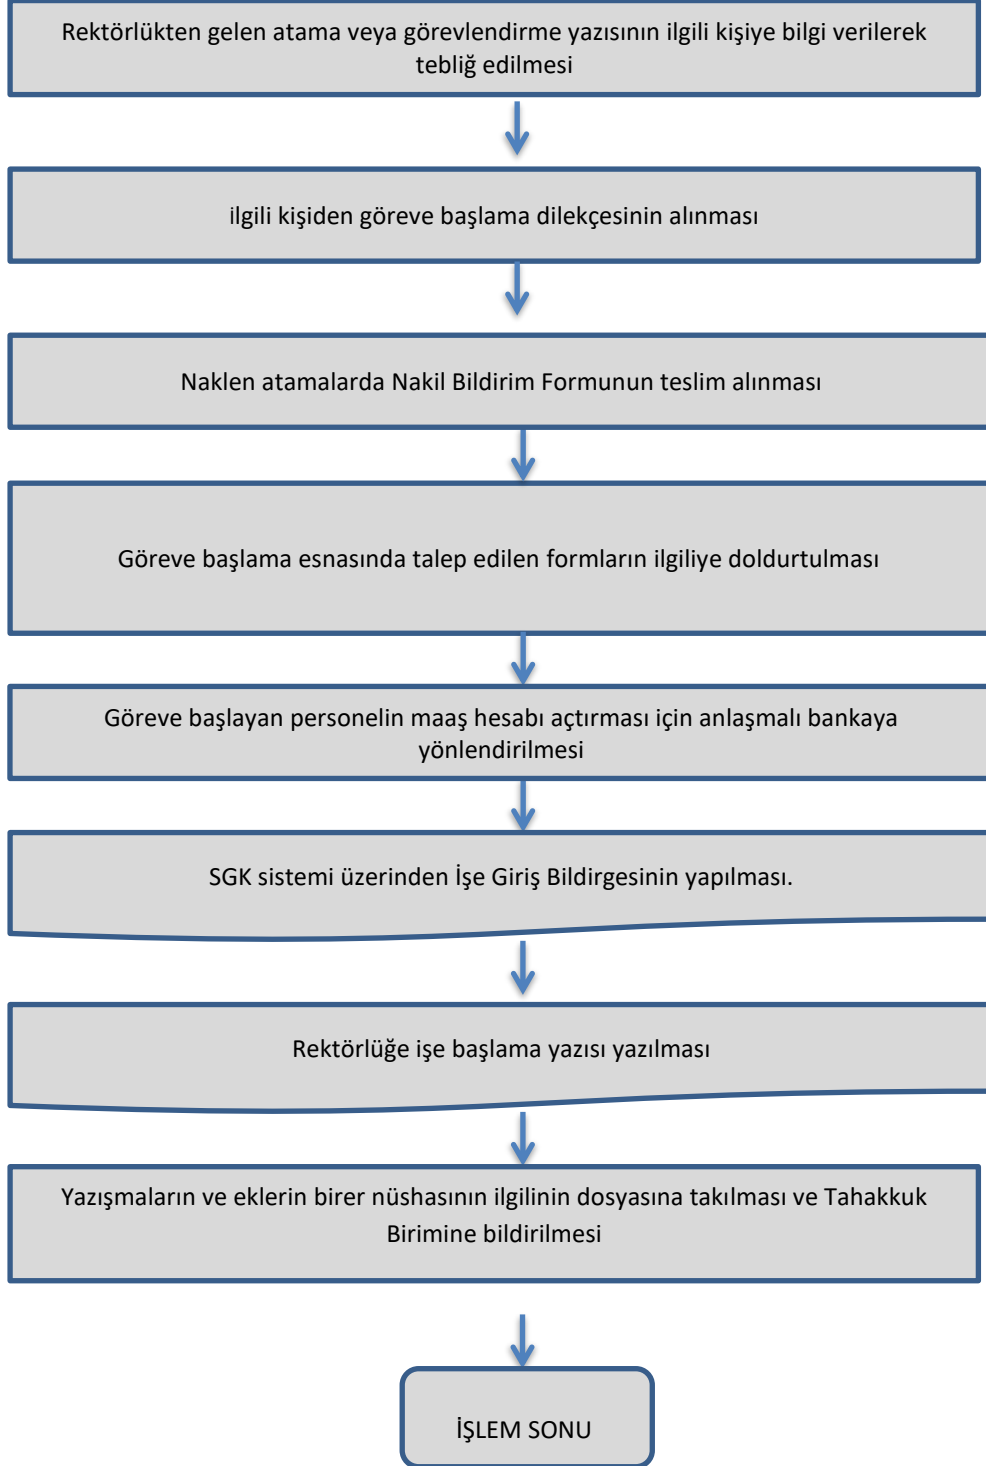 Rektörlükten gelen atama veya görevlendirme yazısının ilgili kişiye bilgi verilerek
tebliğ edilmesi
ilgili kişiden göreve başlama dilekçesinin alınması
Naklen atamalarda Nakil Bildirim Formunun teslim alınması
Göreve başlama esnasında talep edilen formların ilgiliye doldurtulması
Göreve başlayan personelin maaş hesabı açtırması için anlaşmalı bankaya
yönlendirilmesi
SGK sistemi üzerinden İşe Giriş Bildirgesinin yapılması.
Rektörlüğe işe başlama yazısı yazılması
Yazışmaların ve eklerin birer nüshasının ilgilinin dosyasına takılması ve Tahakkuk
Birimine bildirilmesi
İŞLEM SONU